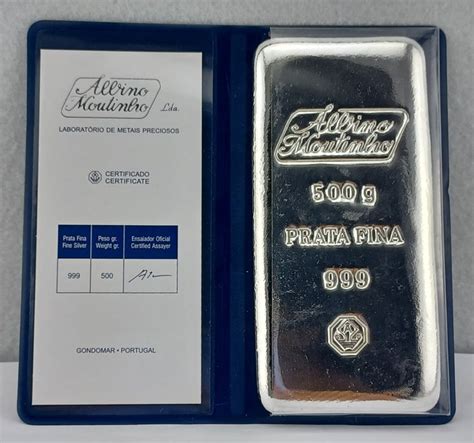 Albino
Moutinho Lda.
LABORATÓRIO DE METAIS PRECIOSOS
CERTIFICADO
CERTIFICATE
Prata Fina Peso gr. Ensaiador Oficial
Fine Silver Weight gr. Certified Assayer
999 500
GONDOMAR • PORTUGAL
Albino
Moutinho
500 g
PRATA FINA
999